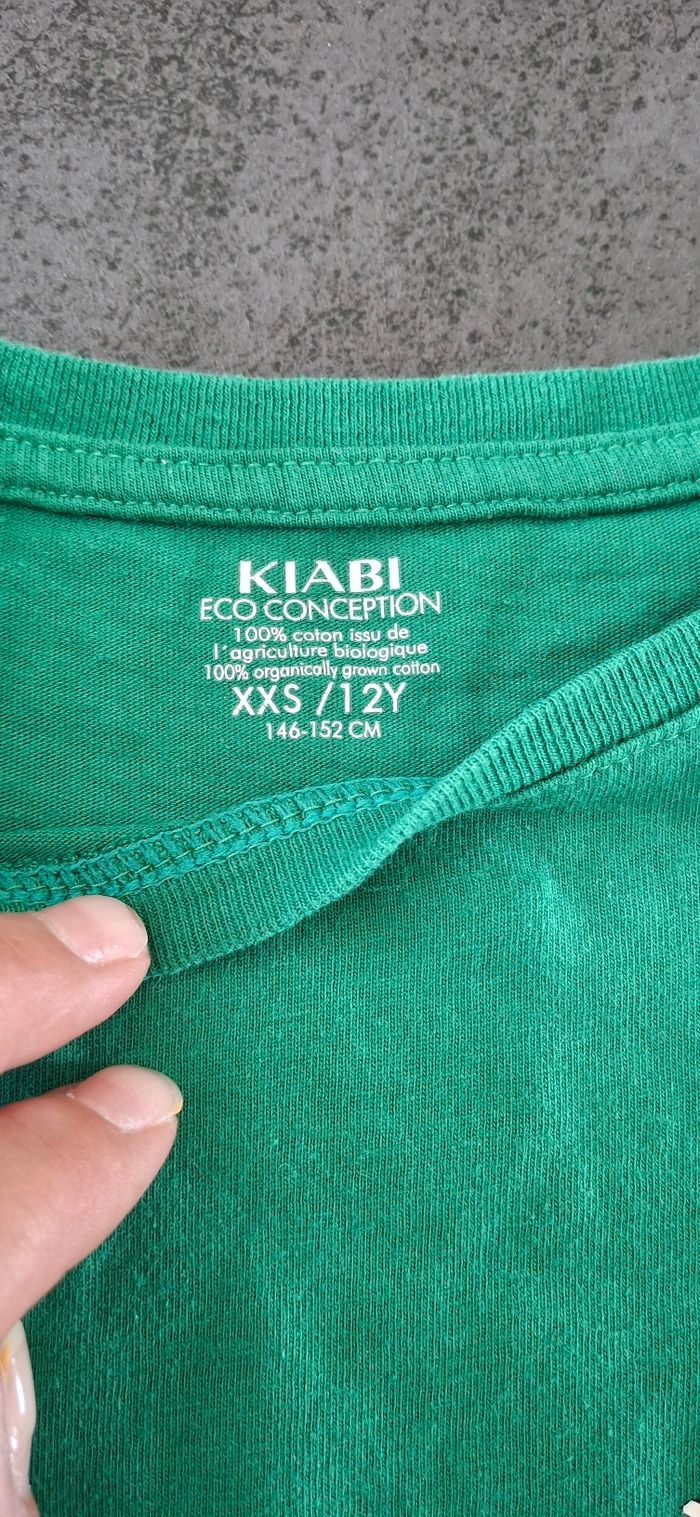 KIABI
ECO CONCEPTION
100% coton issu de
l'agriculture biologique
100% organically grown cotton
XXS /12Y
146-152 CM